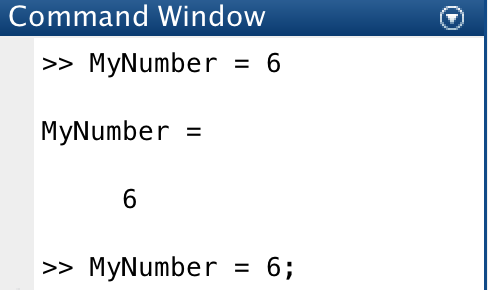 Command Window
>> MyNumber = 6
MyNumber =
6
>> MyNumber = 6;